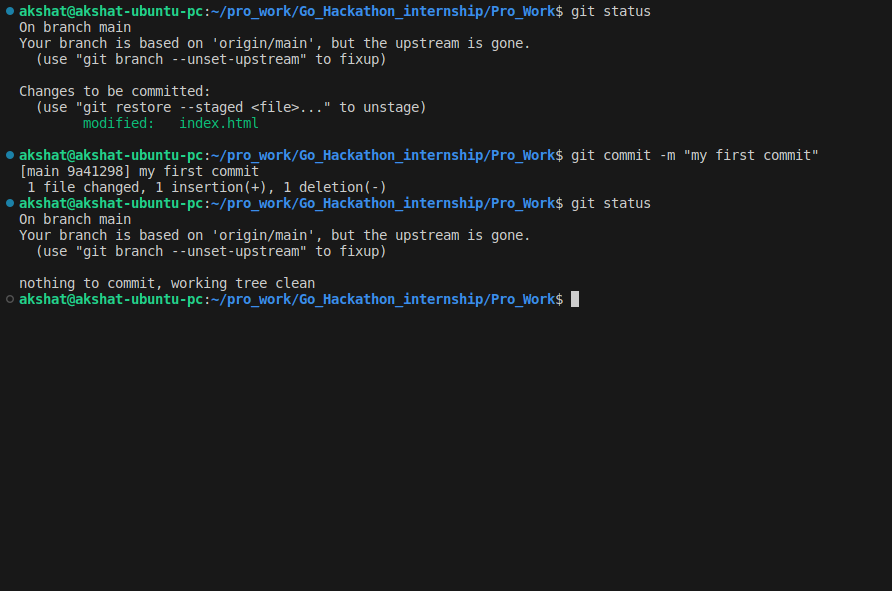 akshat@akshat-ubuntu-pc:~/pro_work/Go_Hackathon_internship/Pro_Work$ git status
On branch main
Your branch is based on 'origin/main', but the upstream is gone.
  (use "git branch --unset-upstream" to fixup)

Changes to be committed:
  (use "git restore --staged <file>..." to unstage)
        modified:   index.html

akshat@akshat-ubuntu-pc:~/pro_work/Go_Hackathon_internship/Pro_Work$ git commit -m "my first commit"
[main 9a41298] my first commit
 1 file changed, 1 insertion(+), 1 deletion(-)
akshat@akshat-ubuntu-pc:~/pro_work/Go_Hackathon_internship/Pro_Work$ git status
On branch main
Your branch is based on 'origin/main', but the upstream is gone.
  (use "git branch --unset-upstream" to fixup)

nothing to commit, working tree clean
akshat@akshat-ubuntu-pc:~/pro_work/Go_Hackathon_internship/Pro_Work$